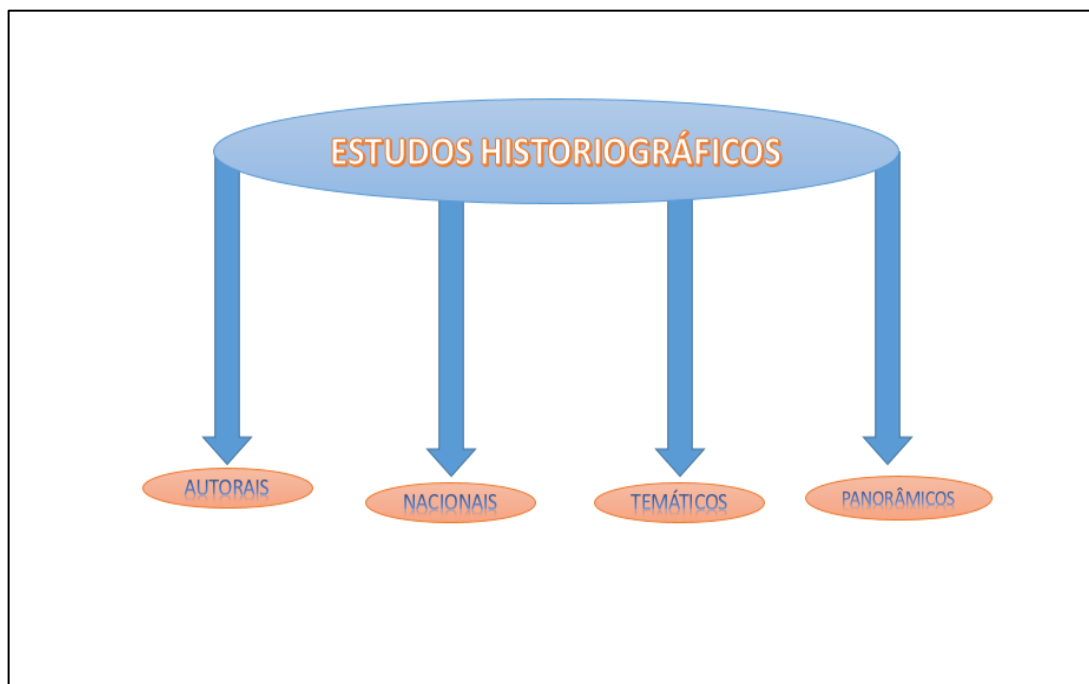 ESTUDOS HISTORIOGRÁFICOS
AUTORAIS
NACIONAIS
TEMÁTICOS
PANORÂMICOS